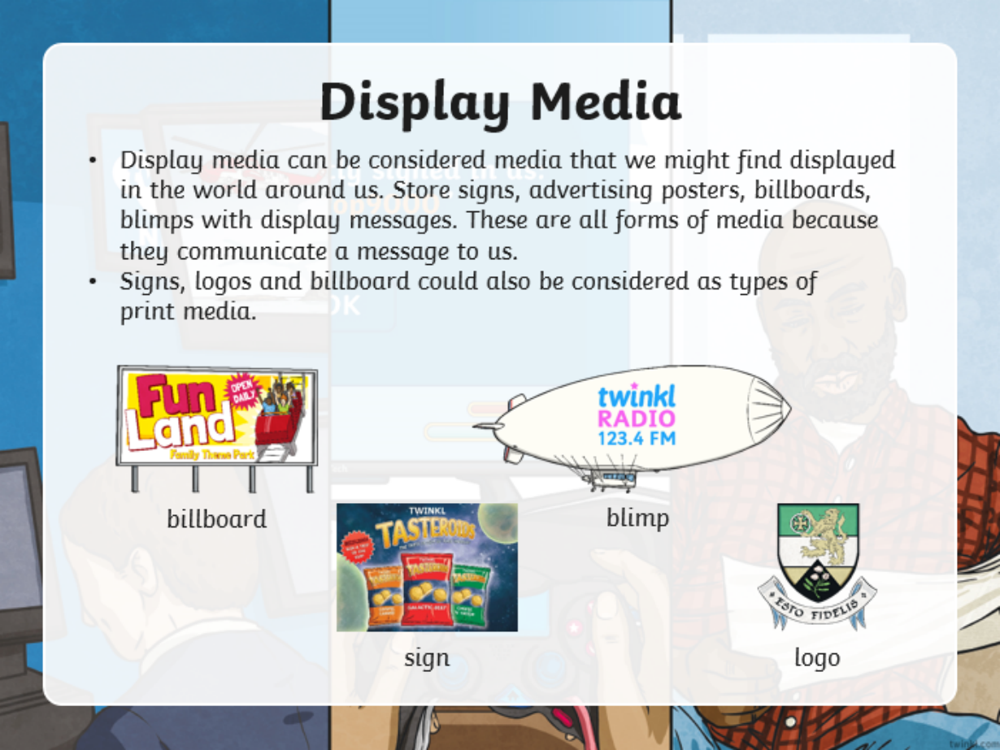 Display Media
• Display media can be considered media that we might find displayed
in the world around us. Store signs, advertising posters, billboards,
blimps with display messages. These are all forms of media because
they communicate a message to us.
• Signs, logos and billboard could also be considered as types of
print media.
OK
Fun
Land
OPEN
DAILY
Family Theme Park
billboard
twinkl
RADIO
123.4 FM
blimp
TWINKL
TASTEROIDS
GALACTIC BEEF
sign
ESTO FIDELIS
logo